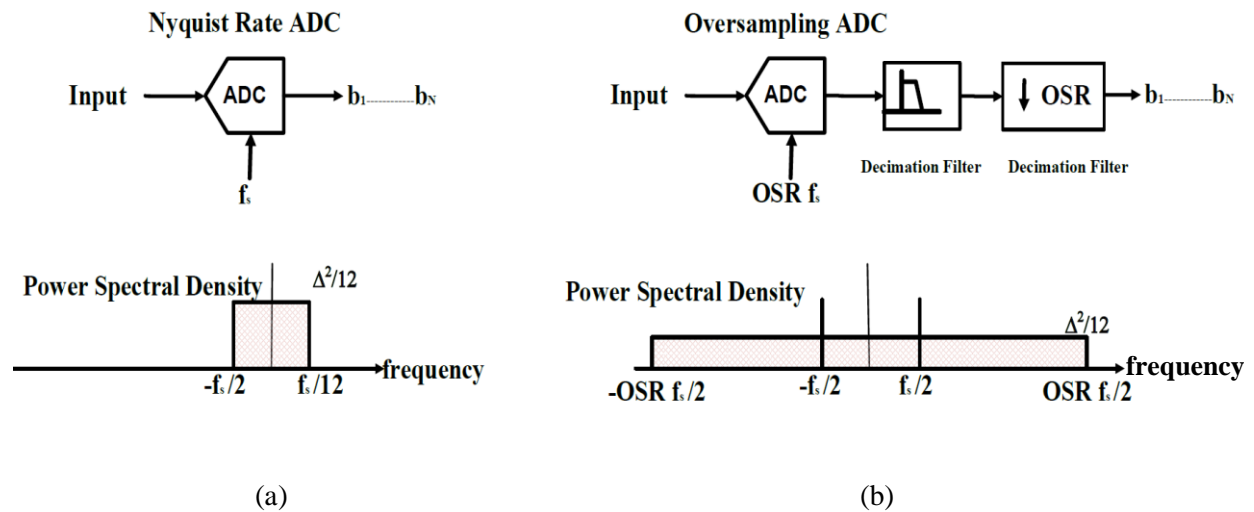 Nyquist Rate ADC
Input
ADC
b₁............b_N
fₛ
Power Spectral Density
Δ²/12
-fₛ/2
fₛ/12
frequency
(a)
Oversampling ADC
Input
ADC
↓ OSR
b₁............b_N
Decimation Filter
Decimation Filter
OSR fₛ
Power Spectral Density
Δ²/12
-OSR fₛ/2
-fₛ/2
fₛ/2
OSR fₛ/2
frequency
(b)